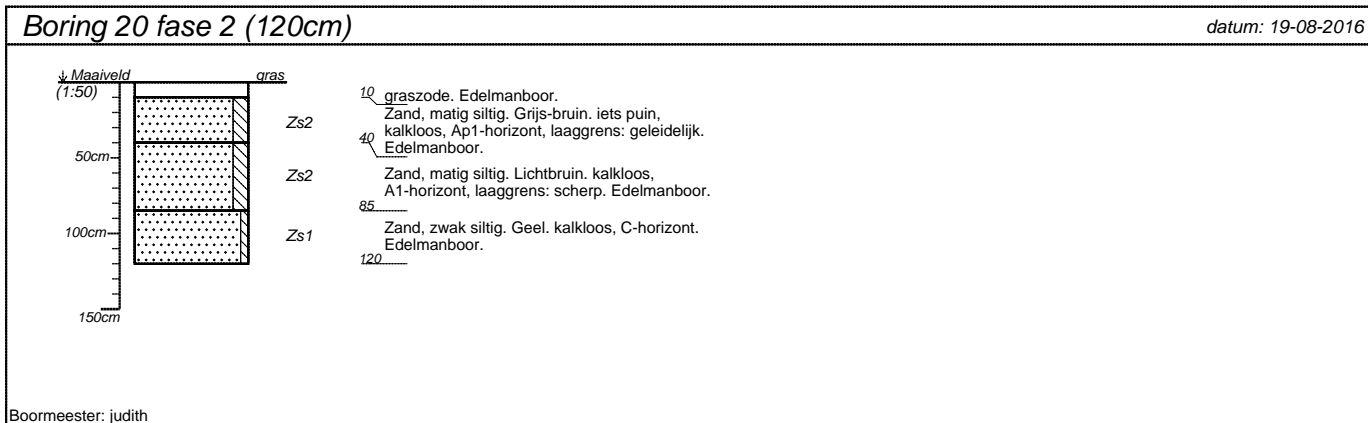 Boring 20 fase 2 (120cm)
datum: 19-08-2016
Maaiveld
gras
(1:50)
10 graszode. Edelmanboor.
Zs2
Zand, matig siltig. Grijs-bruin. iets puin,
kalkloos, Ap1-horizont, laaggrens: geleidelijk.
Edelmanboor.
40
50cm
Zs2
Zand, matig siltig. Lichtbruin. kalkloos,
A1-horizont, laaggrens: scherp. Edelmanboor.
85
100cm
Zs1
Zand, zwak siltig. Geel. kalkloos, C-horizont.
Edelmanboor.
120
150cm
Boormeester: judith